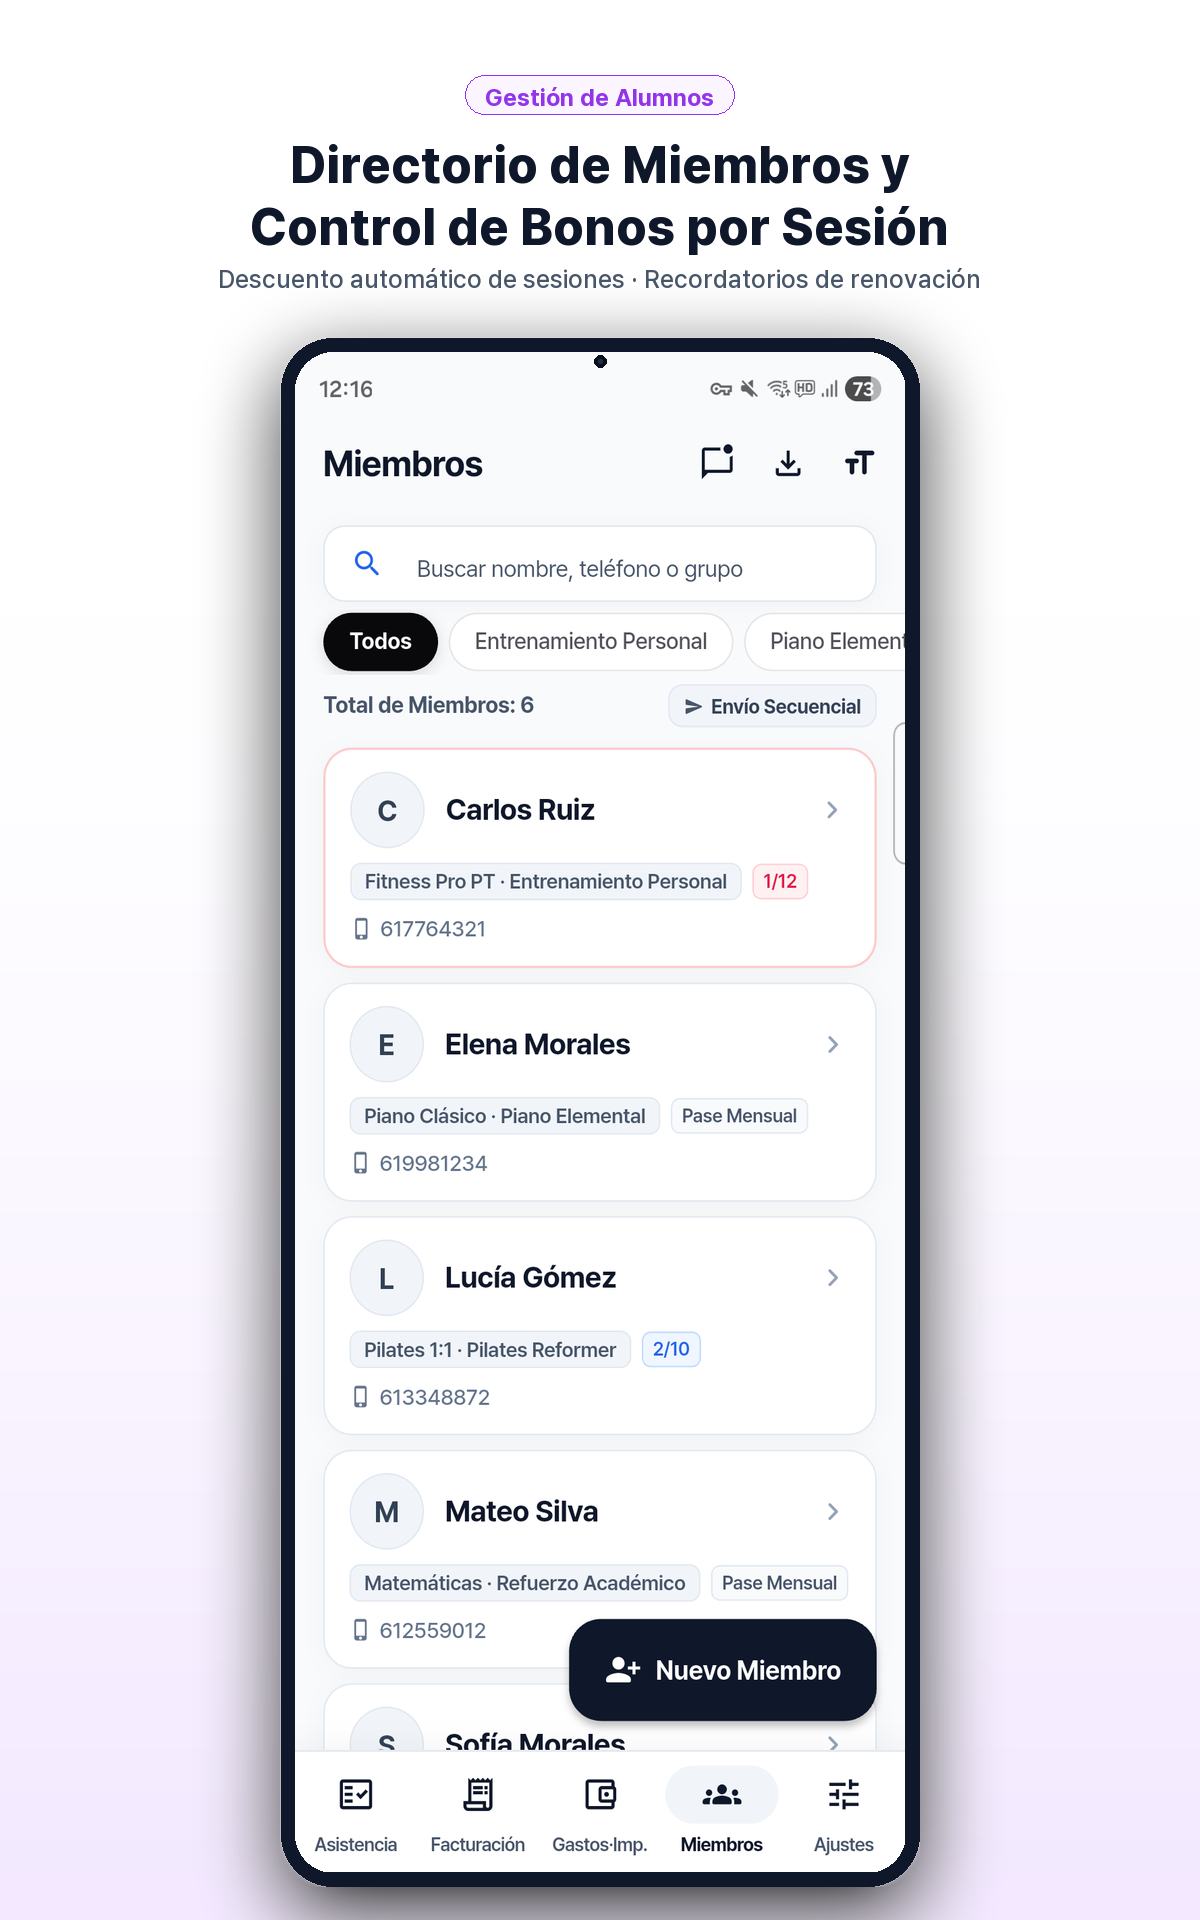 Gestión de Alumnos
Directorio de Miembros y
Control de Bonos por Sesión
Descuento automático de sesiones · Recordatorios de renovación
12:16
5
HD
73
Miembros
Buscar nombre, teléfono o grupo
Todos
Entrenamiento Personal
Piano Element
Total de Miembros: 6
Envío Secuencial
C
Carlos Ruiz
Fitness Pro PT · Entrenamiento Personal
1/12
617764321
E
Elena Morales
Piano Clásico · Piano Elemental
Pase Mensual
619981234
L
Lucía Gómez
Pilates 1:1 · Pilates Reformer
2/10
613348872
M
Mateo Silva
Matemáticas · Refuerzo Académico
Pase Mensual
612559012
Nuevo Miembro
S
Sofía Morales
Asistencia
Facturación
Gastos·Imp.
Miembros
Ajustes